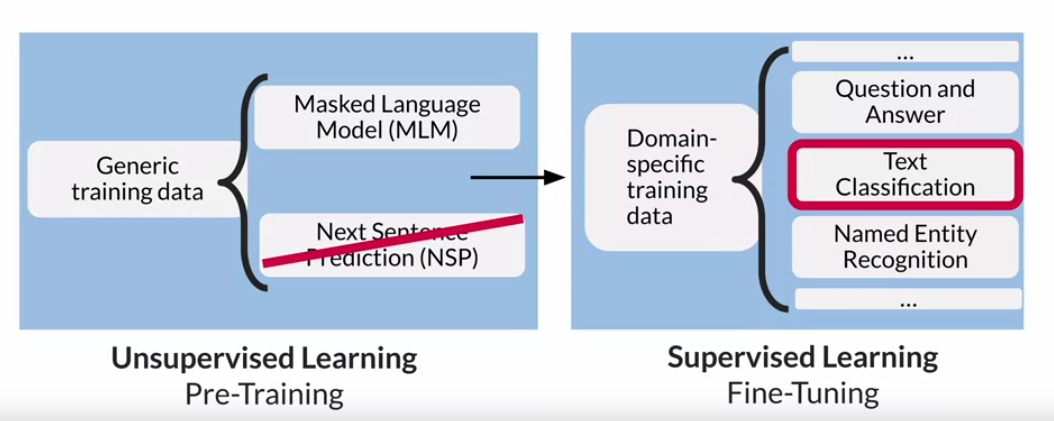 Generic
training data
Masked Language
Model (MLM)
Next Sentence
Prediction (NSP)
Unsupervised Learning
Pre-Training
Domain-
specific
training
data
...
Question and
Answer
Text
Classification
Named Entity
Recognition
...
Supervised Learning
Fine-Tuning